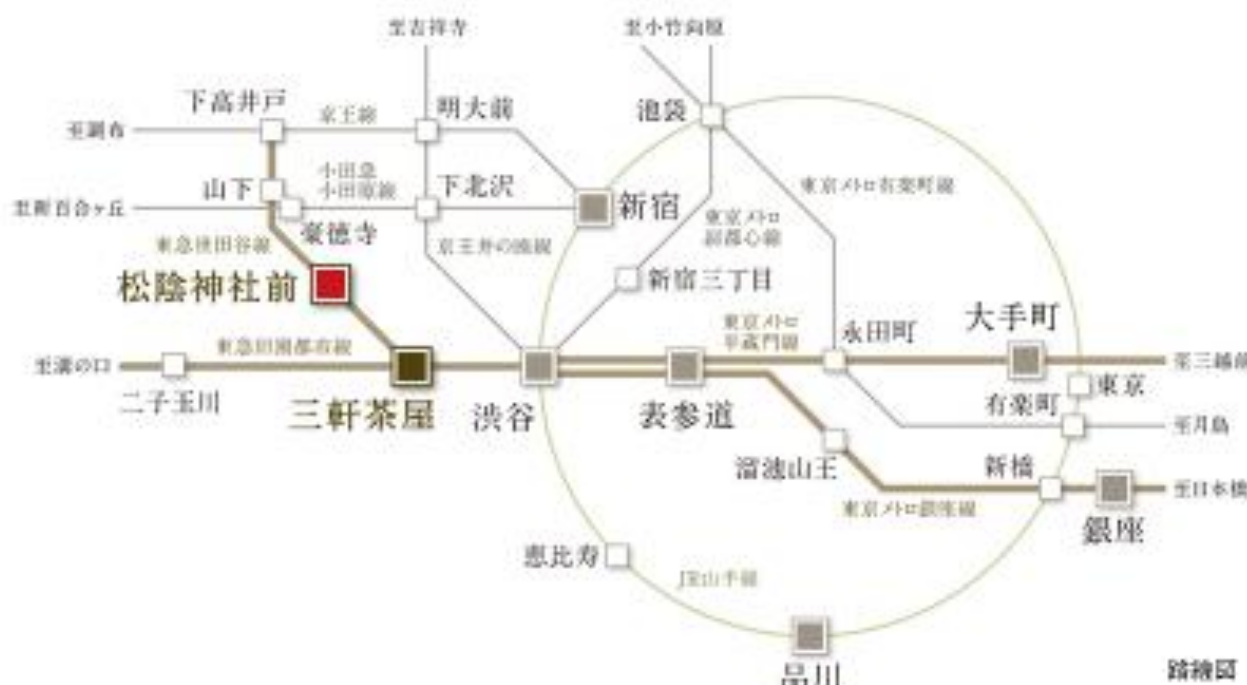 至吉祥寺
至小竹向原
下高井戸
京王線
明大前
池袋
至調布
山下
小田急
小田原線
下北沢
新宿
東京メトロ有楽町線
至新百合ヶ丘
豪徳寺
東京メトロ
副都心線
東急世田谷線
京王井の頭線
松陰神社前
新宿三丁目
大手町
東京メトロ
半蔵門線
永田町
東急田園都市線
至溝の口
至三越前
二子玉川
三軒茶屋
渋谷
表参道
東京
有楽町
至月島
溜池山王
新橋
至日本橋
東京メトロ銀座線
銀座
恵比寿
JR山手線
品川
路線図